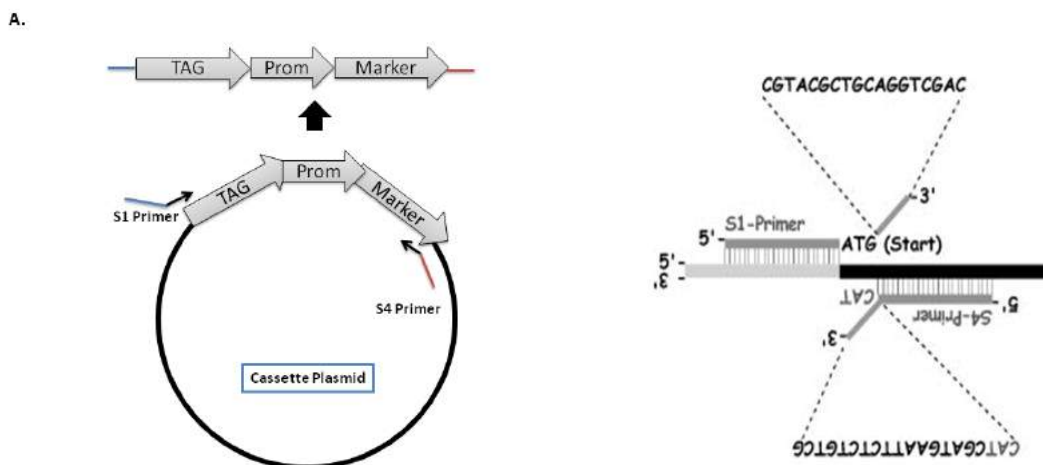 A.
TAG
Prom
Marker
TAG
Prom
Marker
S1 Primer
S4 Primer
Cassette Plasmid
CGTACGCTGCAGGTCGAC
3'
S1-Primer
5'
ATG (Start)
5'
3'
CAT
S4-Primer
5'
3'
CATCGATGAATTCTCTGTCG